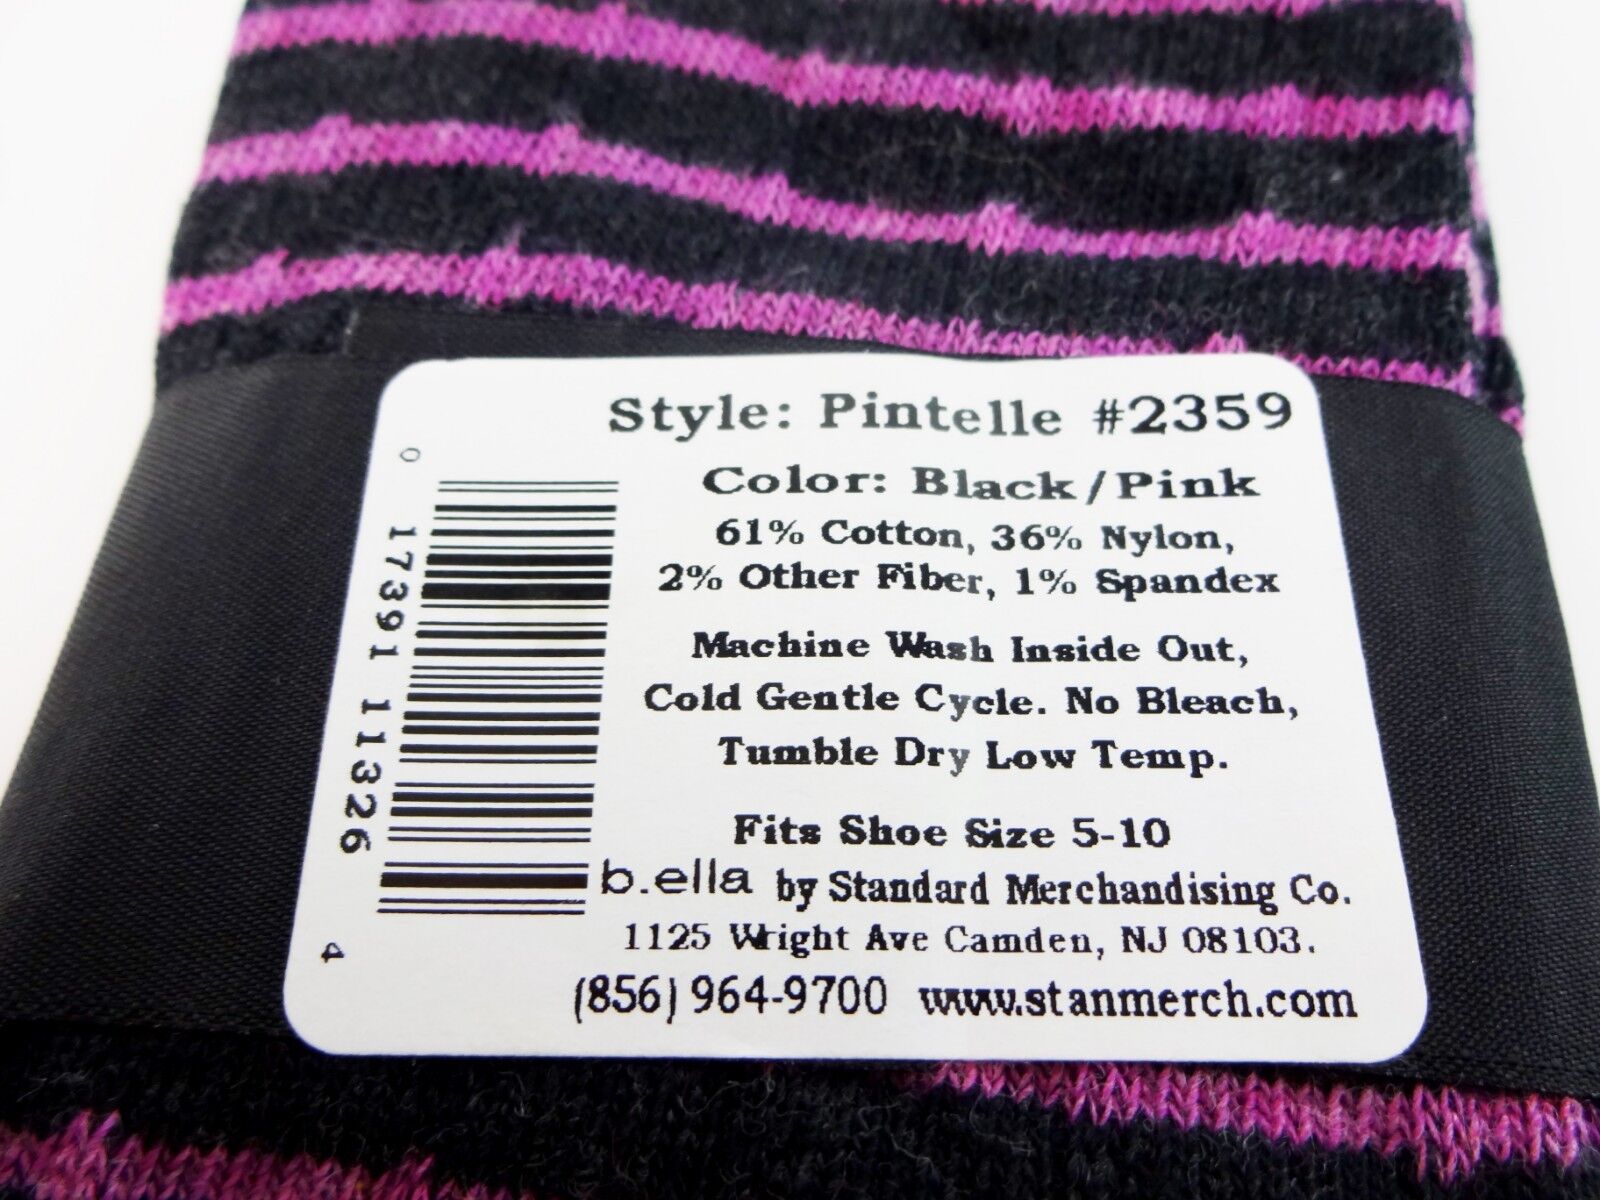 Style: Pintelle #2359
Color: Black/Pink
61% Cotton, 36% Nylon,
2% Other Fiber, 1% Spandex
Machine Wash Inside Out,
Cold Gentle Cycle. No Bleach,
Tumble Dry Low Temp.
Fits Shoe Size 5-10
b.ella by Standard Merchandising Co.
1125 Wright Ave Camden, NJ 08103.
(856) 964-9700 www.stanmerch.com
0 17391 11326 4